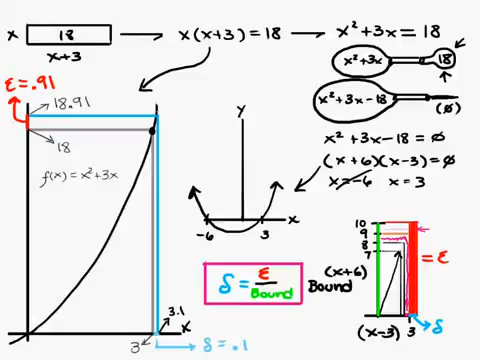 x 18 → x(x+3) = 18 → x²+3x = 18
x+3
x²+3x 18
ε = .91
18.91
x²+3x-18 (∅)
18
y
x²+3x-18 = ∅
(x+6)(x-3) = ∅
f(x) = x²+3x
x=-6 x=3
-6 3 x
10
9
8
7
= ε
δ = ε/Bound
(x+6)
Bound
3.1
x
(x-3) 3 δ
3
δ = .1